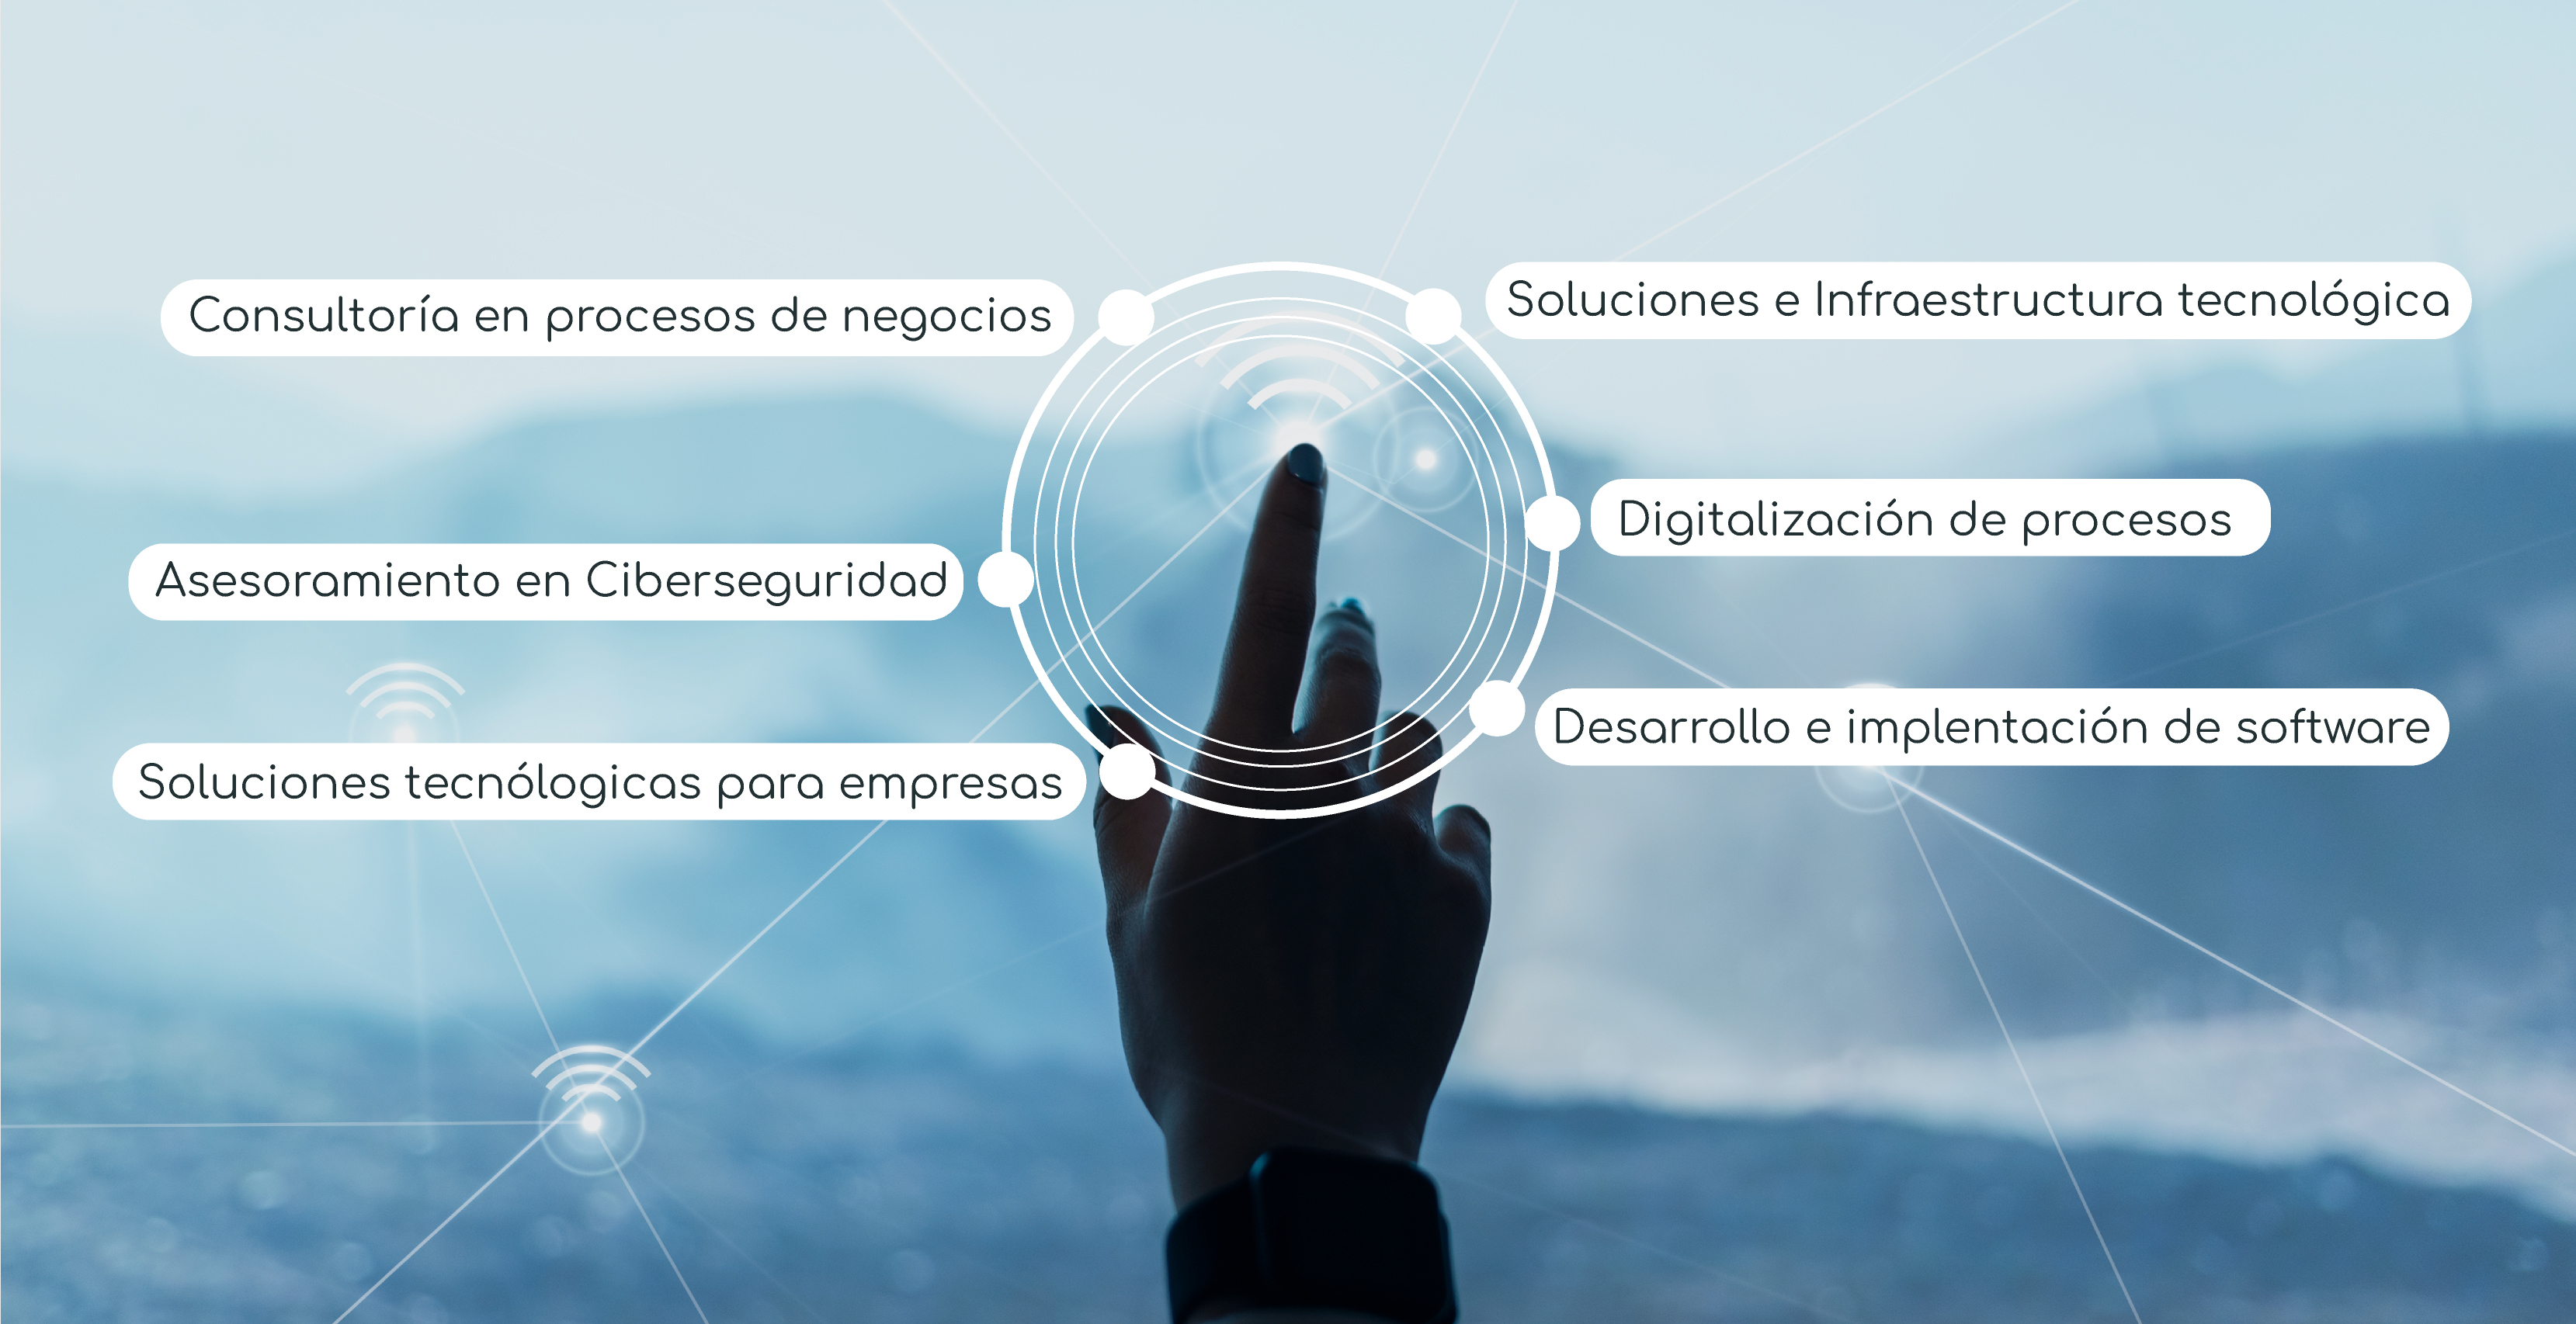 Consultoría en procesos de negocios
Asesoramiento en Ciberseguridad
Soluciones tecnólogicas para empresas
Soluciones e Infraestructura tecnológica
Digitalización de procesos
Desarrollo e implentación de software